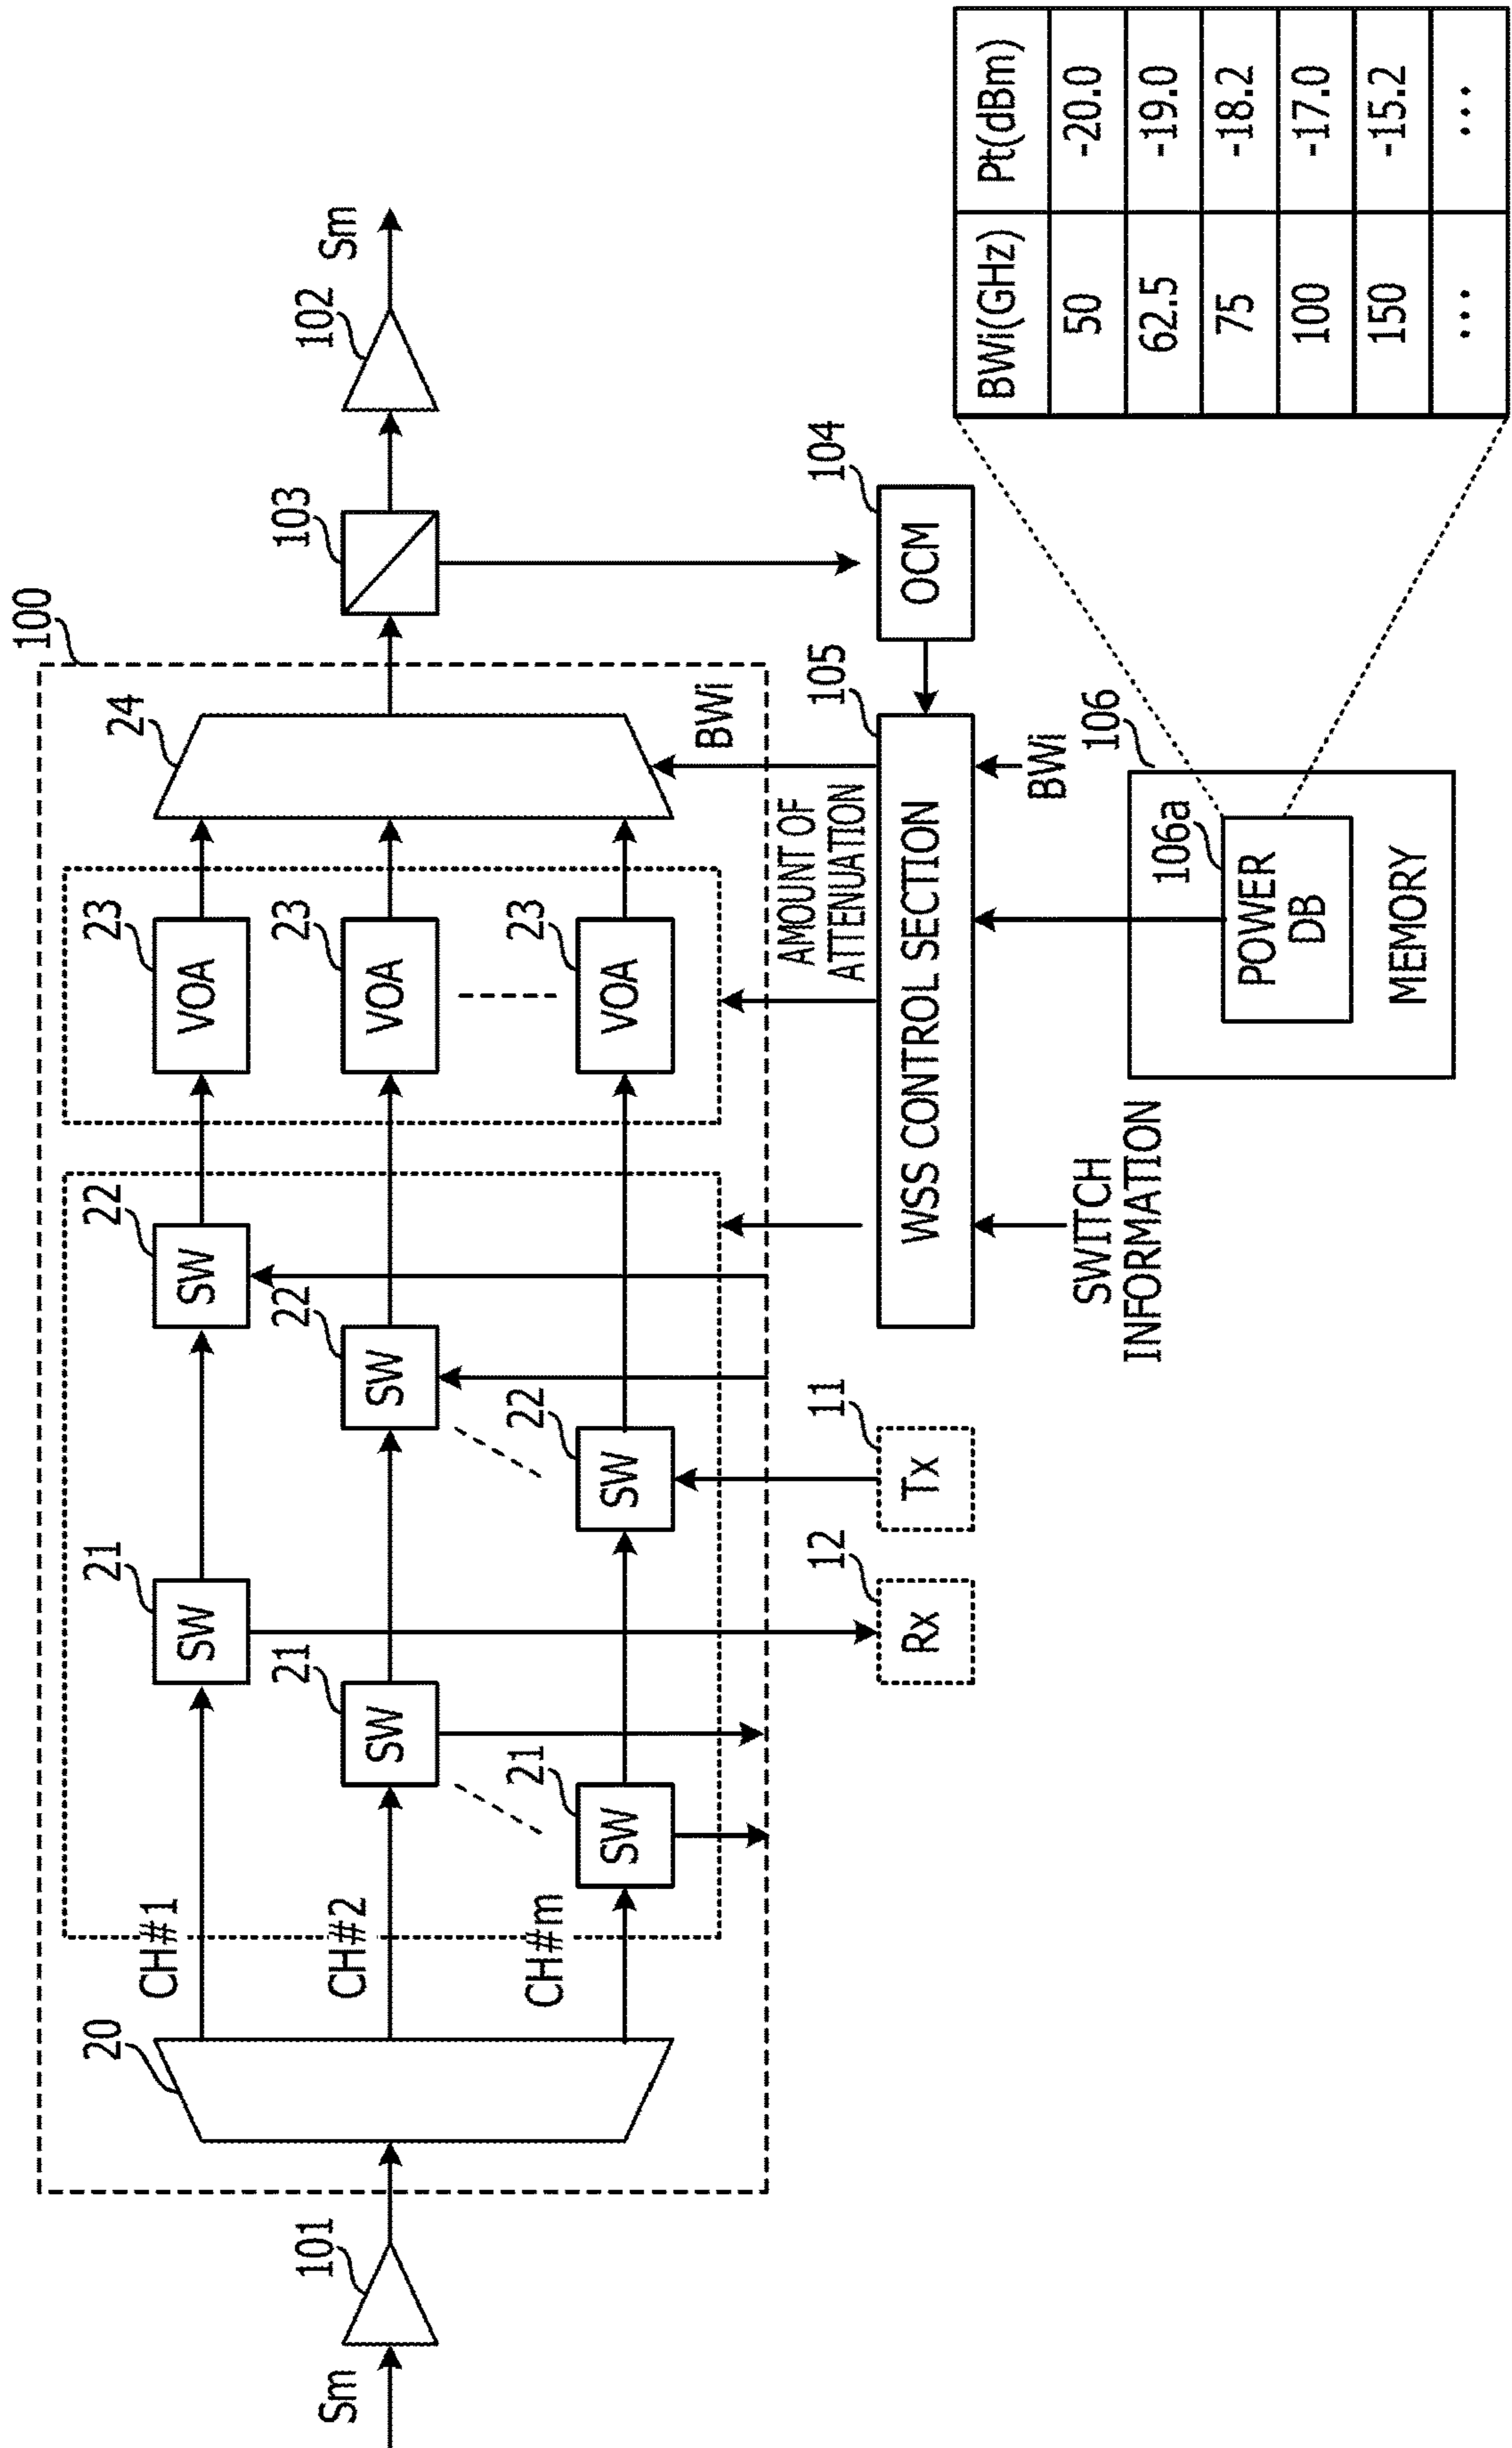 Sm
101
100
20
CH#1
CH#2
CH#m
21
SW
21
SW
21
SW
22
SW
22
SW
22
SW
23
VOA
23
VOA
23
VOA
24
103
102
Sm
Rx
12
Tx
11
AMOUNT OF
ATTENUATION
BWi
105
WSS CONTROL SECTION
104
OCM
SWITCH
INFORMATION
BWi
106
106a
POWER
DB
MEMORY
BWi(GHz) Pt(dBm)
50 -20.0
62.5 -19.0
75 -18.2
100 -17.0
150 -15.2
... ...